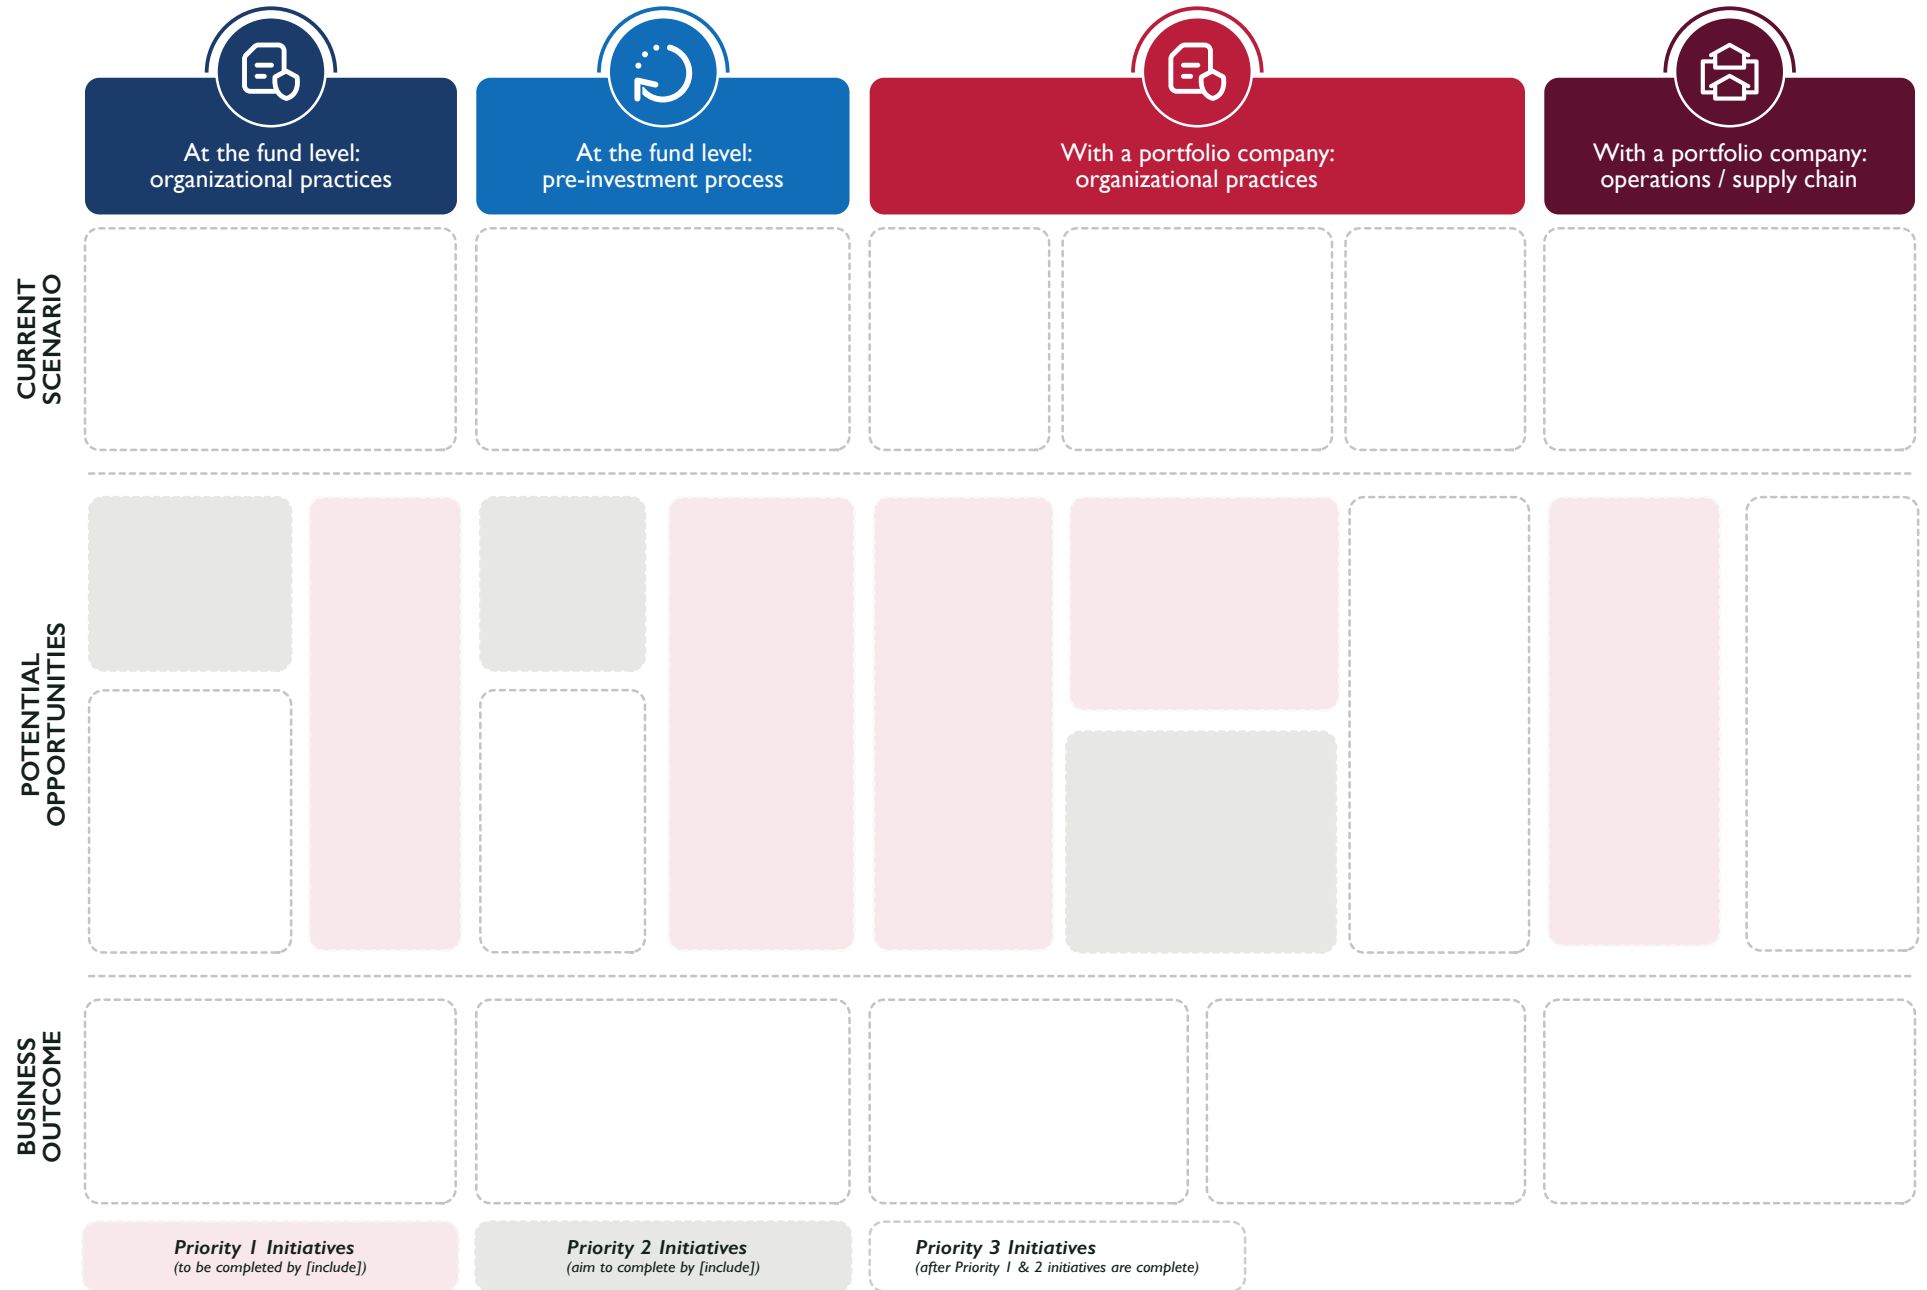 At the fund level:
organizational practices
At the fund level:
pre-investment process
With a portfolio company:
organizational practices
With a portfolio company:
operations / supply chain
CURRENT
SCENARIO
POTENTIAL
OPPORTUNITIES
BUSINESS
OUTCOME
Priority 1 Initiatives
(to be completed by [include])
Priority 2 Initiatives
(aim to complete by [include])
Priority 3 Initiatives
(after Priority 1 & 2 initiatives are complete)